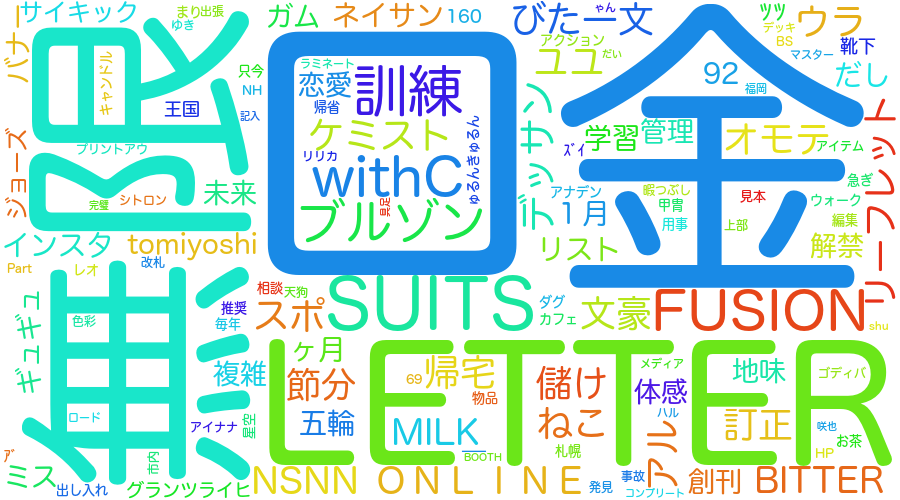 サイキック
ガム
ネイサン
160
びた一文
ゃん
ツツ
ウラ
靴下
バナー
眼
まり
出張
ゆき
キャンドル
只今
NH
王国
記入
プリントアウ
ラミネート
恋愛
訓練
帰省
ケミスト
リリカ
withC
ゅるんきゅるん
ブルゾン
具足
口
アクション
ユユ
だい
デッキ
BS
マスター
92
福岡
だし
金
デッサン
ズイ
学習
管理
オモテ
アイテム
リーフレット
アナデン
1月
暇つぶし
甲冑
用事
見本
上部
急ぎ
ウォーク
編集
解禁
リスト
ジョーズ
完璧
シトロン
未来
インスタ
tomiyoshi
Part
レオ
改札
相談
天狗
推奨
毎年
スポ
SUITS
ダグ
カフェ
文豪
FUSION
shu
ギュギュ
色彩
無
ロード
市内
アイナナ
星空
複雑
ヶ月
節分
五輪
LETTER
帰宅
69
物品
MILK
BOOTH
儲け
ねこ
札幌
メディア
体感
ハル
アル
地味
訂正
ゴディバ
咲也
お茶
HP
ミス
出し入れ
グランツライヒ
NSNN
ONLINE
発見
事故
コンプリート
創刊
BITTER